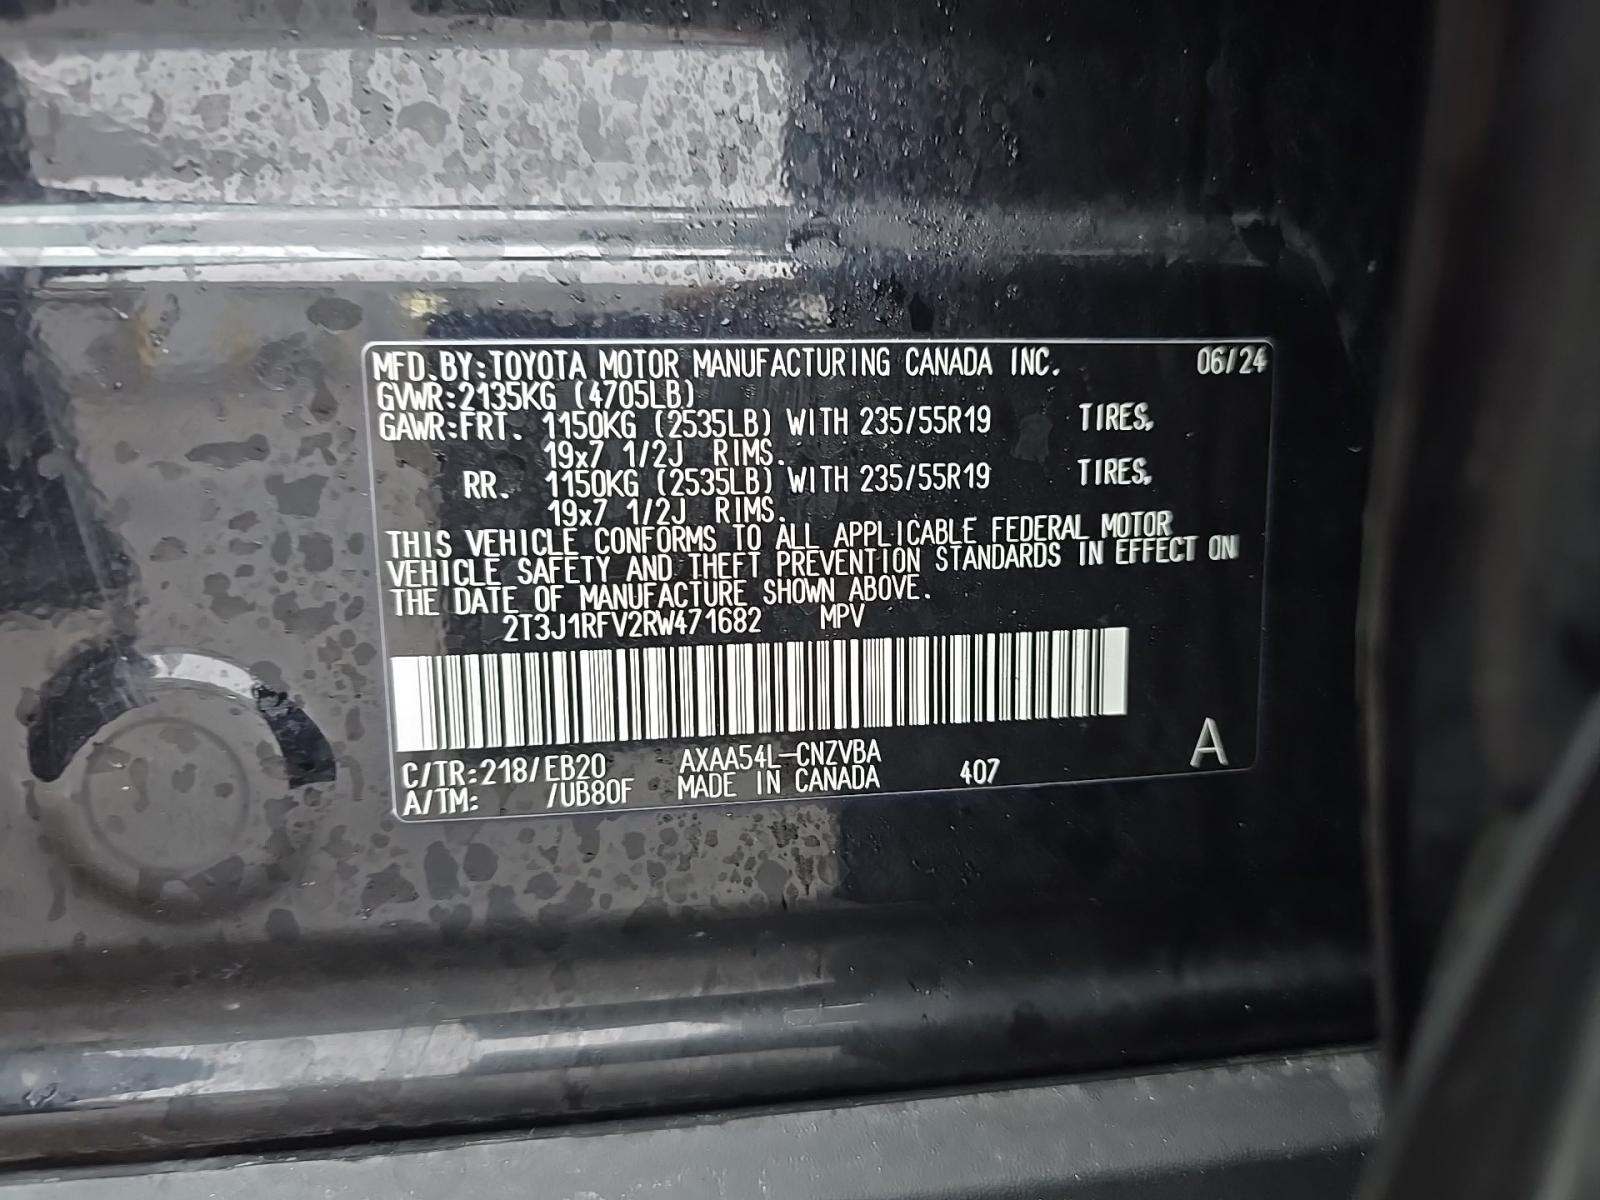 MFD.BY:TOYOTA MOTOR MANUFACTURING CANADA INC. 06/24
GVWR:2135KG (4705LB)
GAWR:FRT. 1150KG (2535LB) WITH 235/55R19 TIRES,
19x7 1/2J RIMS.
RR. 1150KG (2535LB) WITH 235/55R19 TIRES,
19x7 1/2J RIMS.
THIS VEHICLE CONFORMS TO ALL APPLICABLE FEDERAL MOTOR
VEHICLE SAFETY AND THEFT PREVENTION STANDARDS IN EFFECT ON
THE DATE OF MANUFACTURE SHOWN ABOVE.
2T3J1RFV2RW471682 MPV
C/TR:218/EB20 AXAA54L-CNZVBA
A/TM: /UB80F MADE IN CANADA 407 A